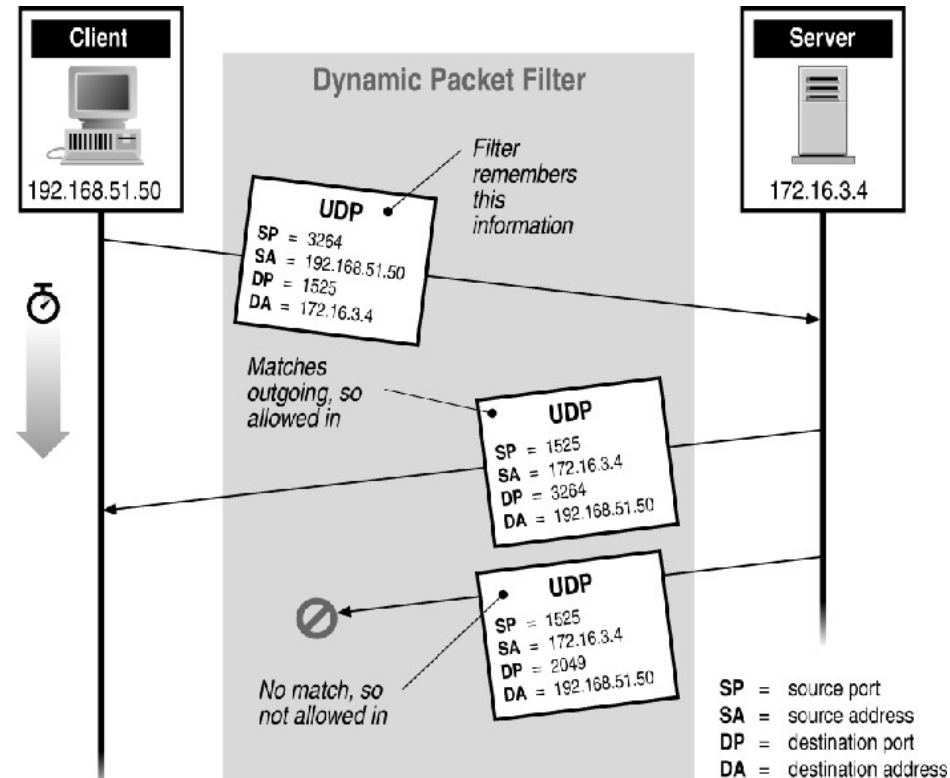 Client
192.168.51.50
Dynamic Packet Filter
Server
172.16.3.4
Filter
remembers
this
information
UDP
SP = 3264
SA = 192.168.51.50
DP = 1525
DA = 172.16.3.4
Matches
outgoing, so
allowed in
UDP
SP = 1525
SA = 172.16.3.4
DP = 3264
DA = 192.168.51.50
UDP
SP = 1525
SA = 172.16.3.4
DP = 2049
DA = 192.168.51.50
No match, so
not allowed in
SP = source port
SA = source address
DP = destination port
DA = destination address